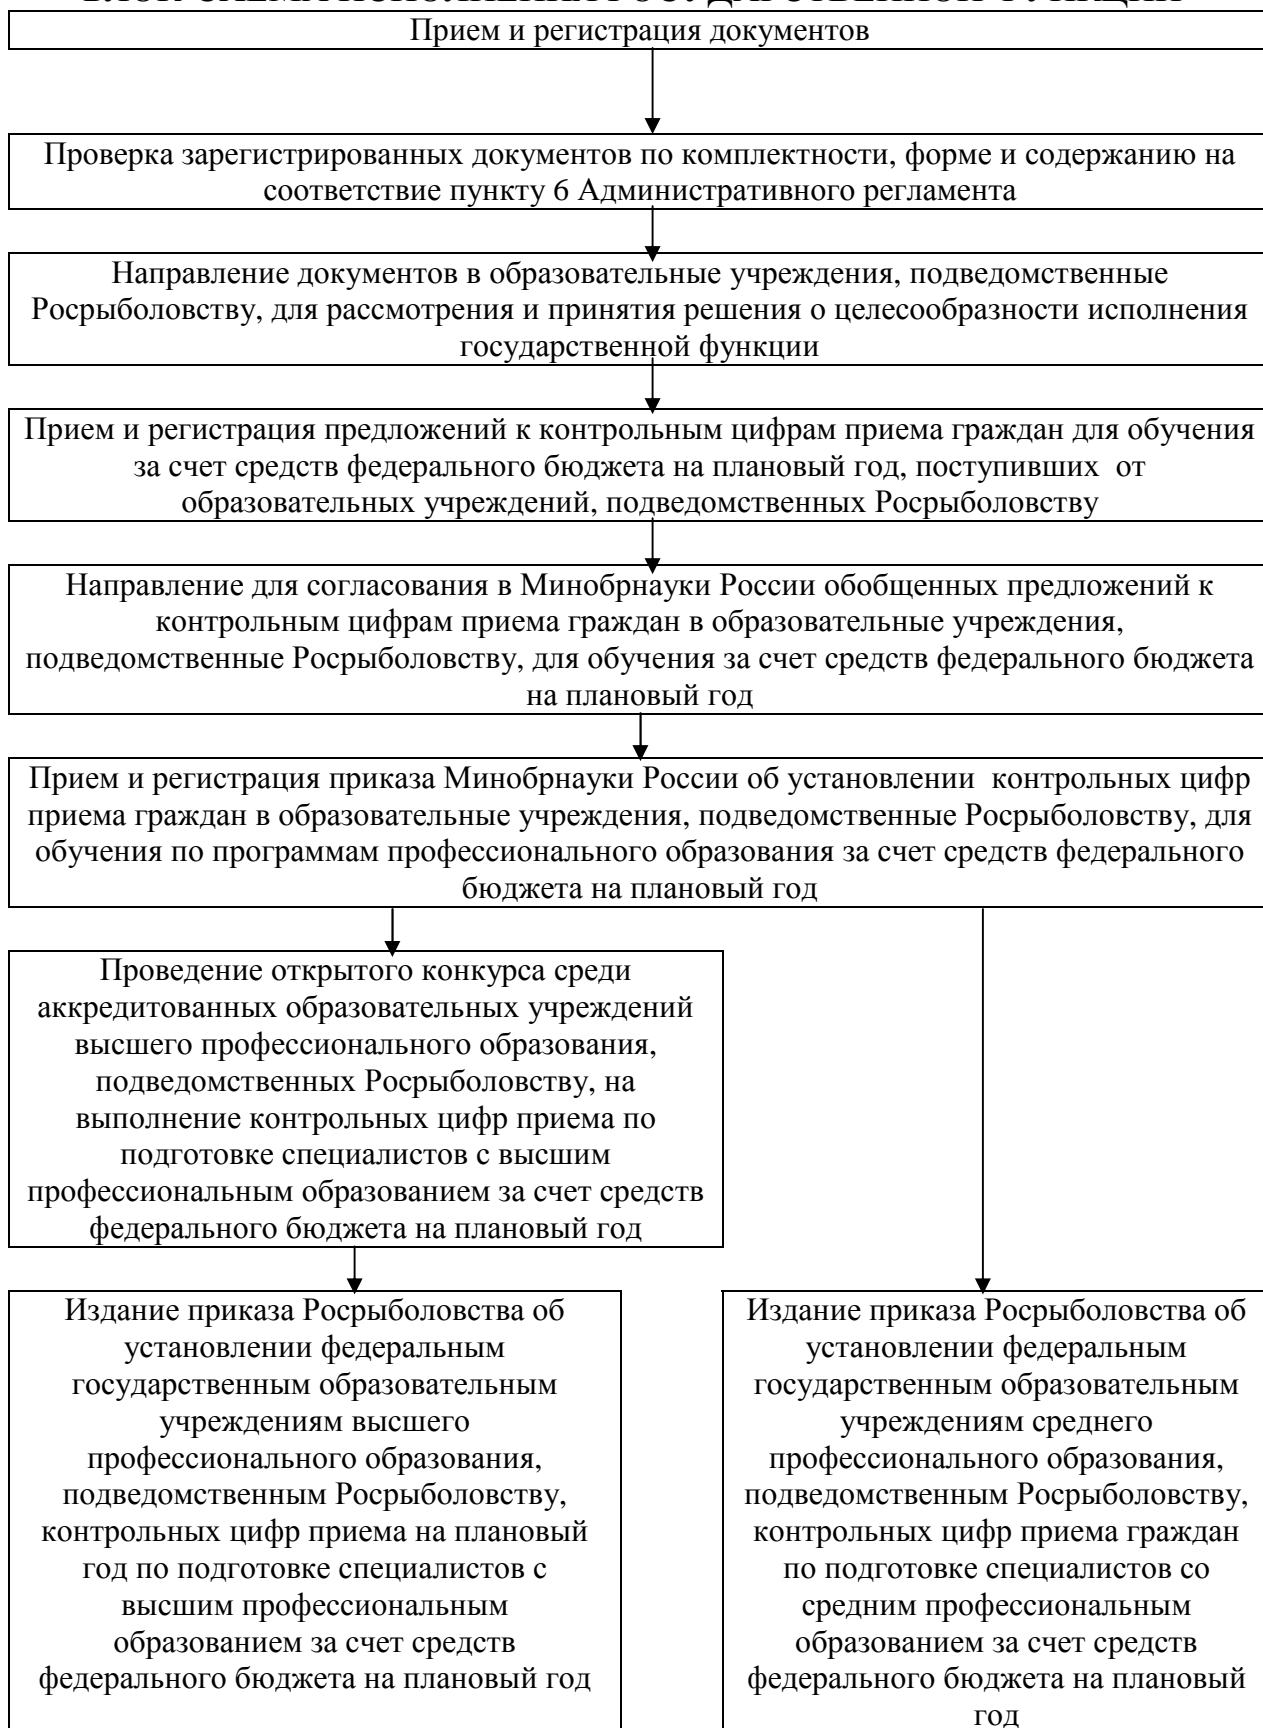 БЛОК-СХЕМА ИСПОЛНЕНИЯ ГОСУДАРСТВЕННОЙ ФУНКЦИИ
Прием и регистрация документов
Проверка зарегистрированных документов по комплектности, форме и содержанию на
соответствие пункту 6 Административного регламента
Направление документов в образовательные учреждения, подведомственные
Росрыболовству, для рассмотрения и принятия решения о целесообразности исполнения
государственной функции
Прием и регистрация предложений к контрольным цифрам приема граждан для обучения
за счет средств федерального бюджета на плановый год, поступивших от
образовательных учреждений, подведомственных Росрыболовству
Направление для согласования в Минобрнауки России обобщенных предложений к
контрольным цифрам приема граждан в образовательные учреждения,
подведомственные Росрыболовству, для обучения за счет средств федерального бюджета
на плановый год
Прием и регистрация приказа Минобрнауки России об установлении контрольных цифр
приема граждан в образовательные учреждения, подведомственные Росрыболовству, для
обучения по программам профессионального образования за счет средств федерального
бюджета на плановый год
Проведение открытого конкурса среди
аккредитованных образовательных учреждений
высшего профессионального образования,
подведомственных Росрыболовству, на
выполнение контрольных цифр приема по
подготовке специалистов с высшим
профессиональным образованием за счет средств
федерального бюджета на плановый год
Издание приказа Росрыболовства об
установлении федеральным
государственным образовательным
учреждениям высшего
профессионального образования,
подведомственным Росрыболовству,
контрольных цифр приема на плановый
год по подготовке специалистов с
высшим профессиональным
образованием за счет средств
федерального бюджета на плановый год
Издание приказа Росрыболовства об
установлении федеральным
государственным образовательным
учреждениям среднего
профессионального образования,
подведомственным Росрыболовству,
контрольных цифр приема граждан
по подготовке специалистов со
средним профессиональным
образованием за счет средств
федерального бюджета на плановый
год